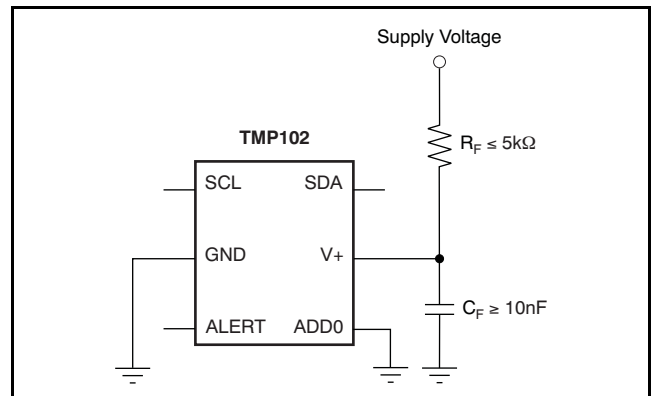 Supply Voltage
TMP102
R_F ≤ 5kΩ
SCL SDA
GND V+
C_F ≥ 10nF
ALERT ADD0